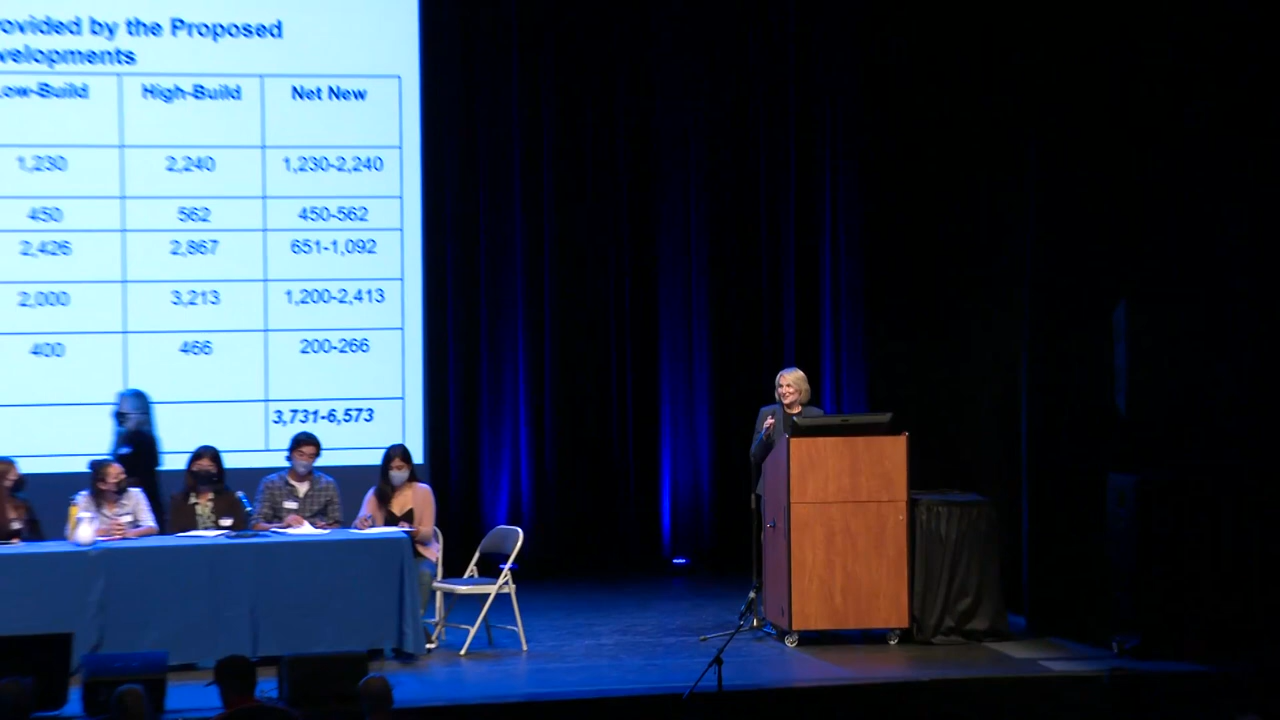 rovided by the Proposed
velopments
Low-Build High-Build Net New
1,230 2,240 1,230-2,240
450 562 450-562
2,426 2,867 651-1,092
2,000 3,213 1,200-2,413
400 466 200-266
3,731-6,573